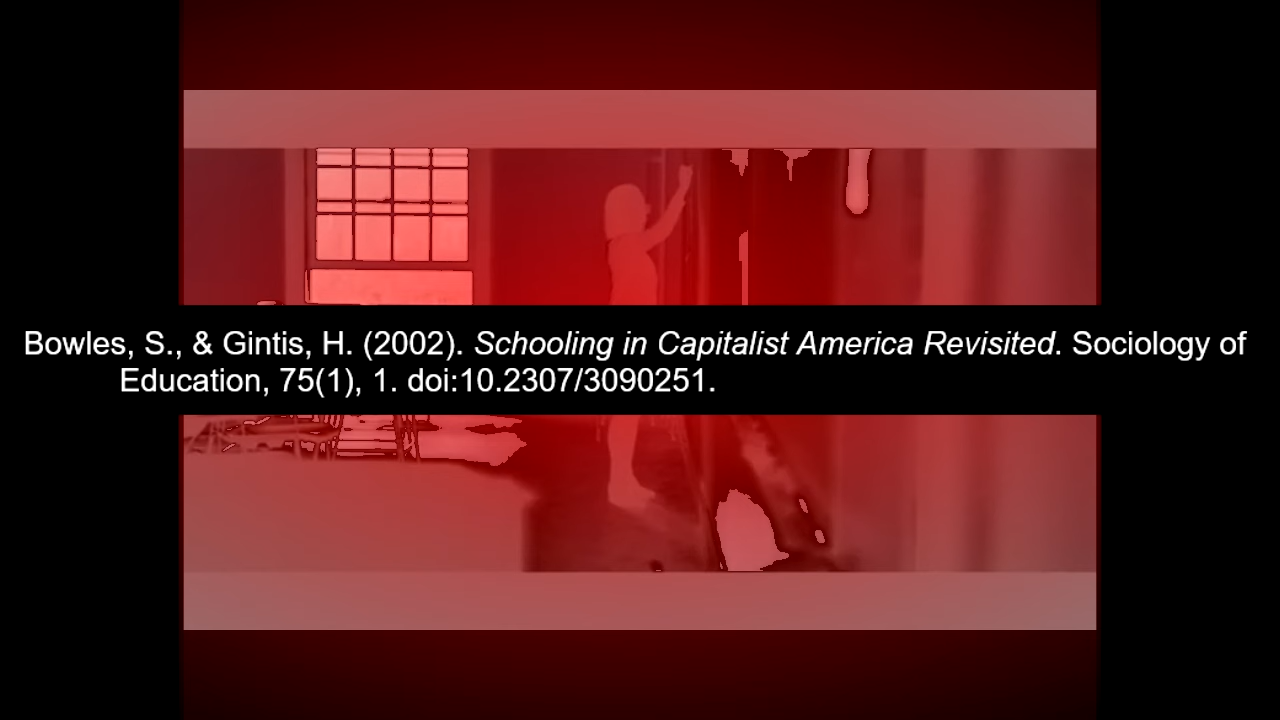 Bowles, S., & Gintis, H. (2002). Schooling in Capitalist America Revisited. Sociology of
Education, 75(1), 1. doi:10.2307/3090251.